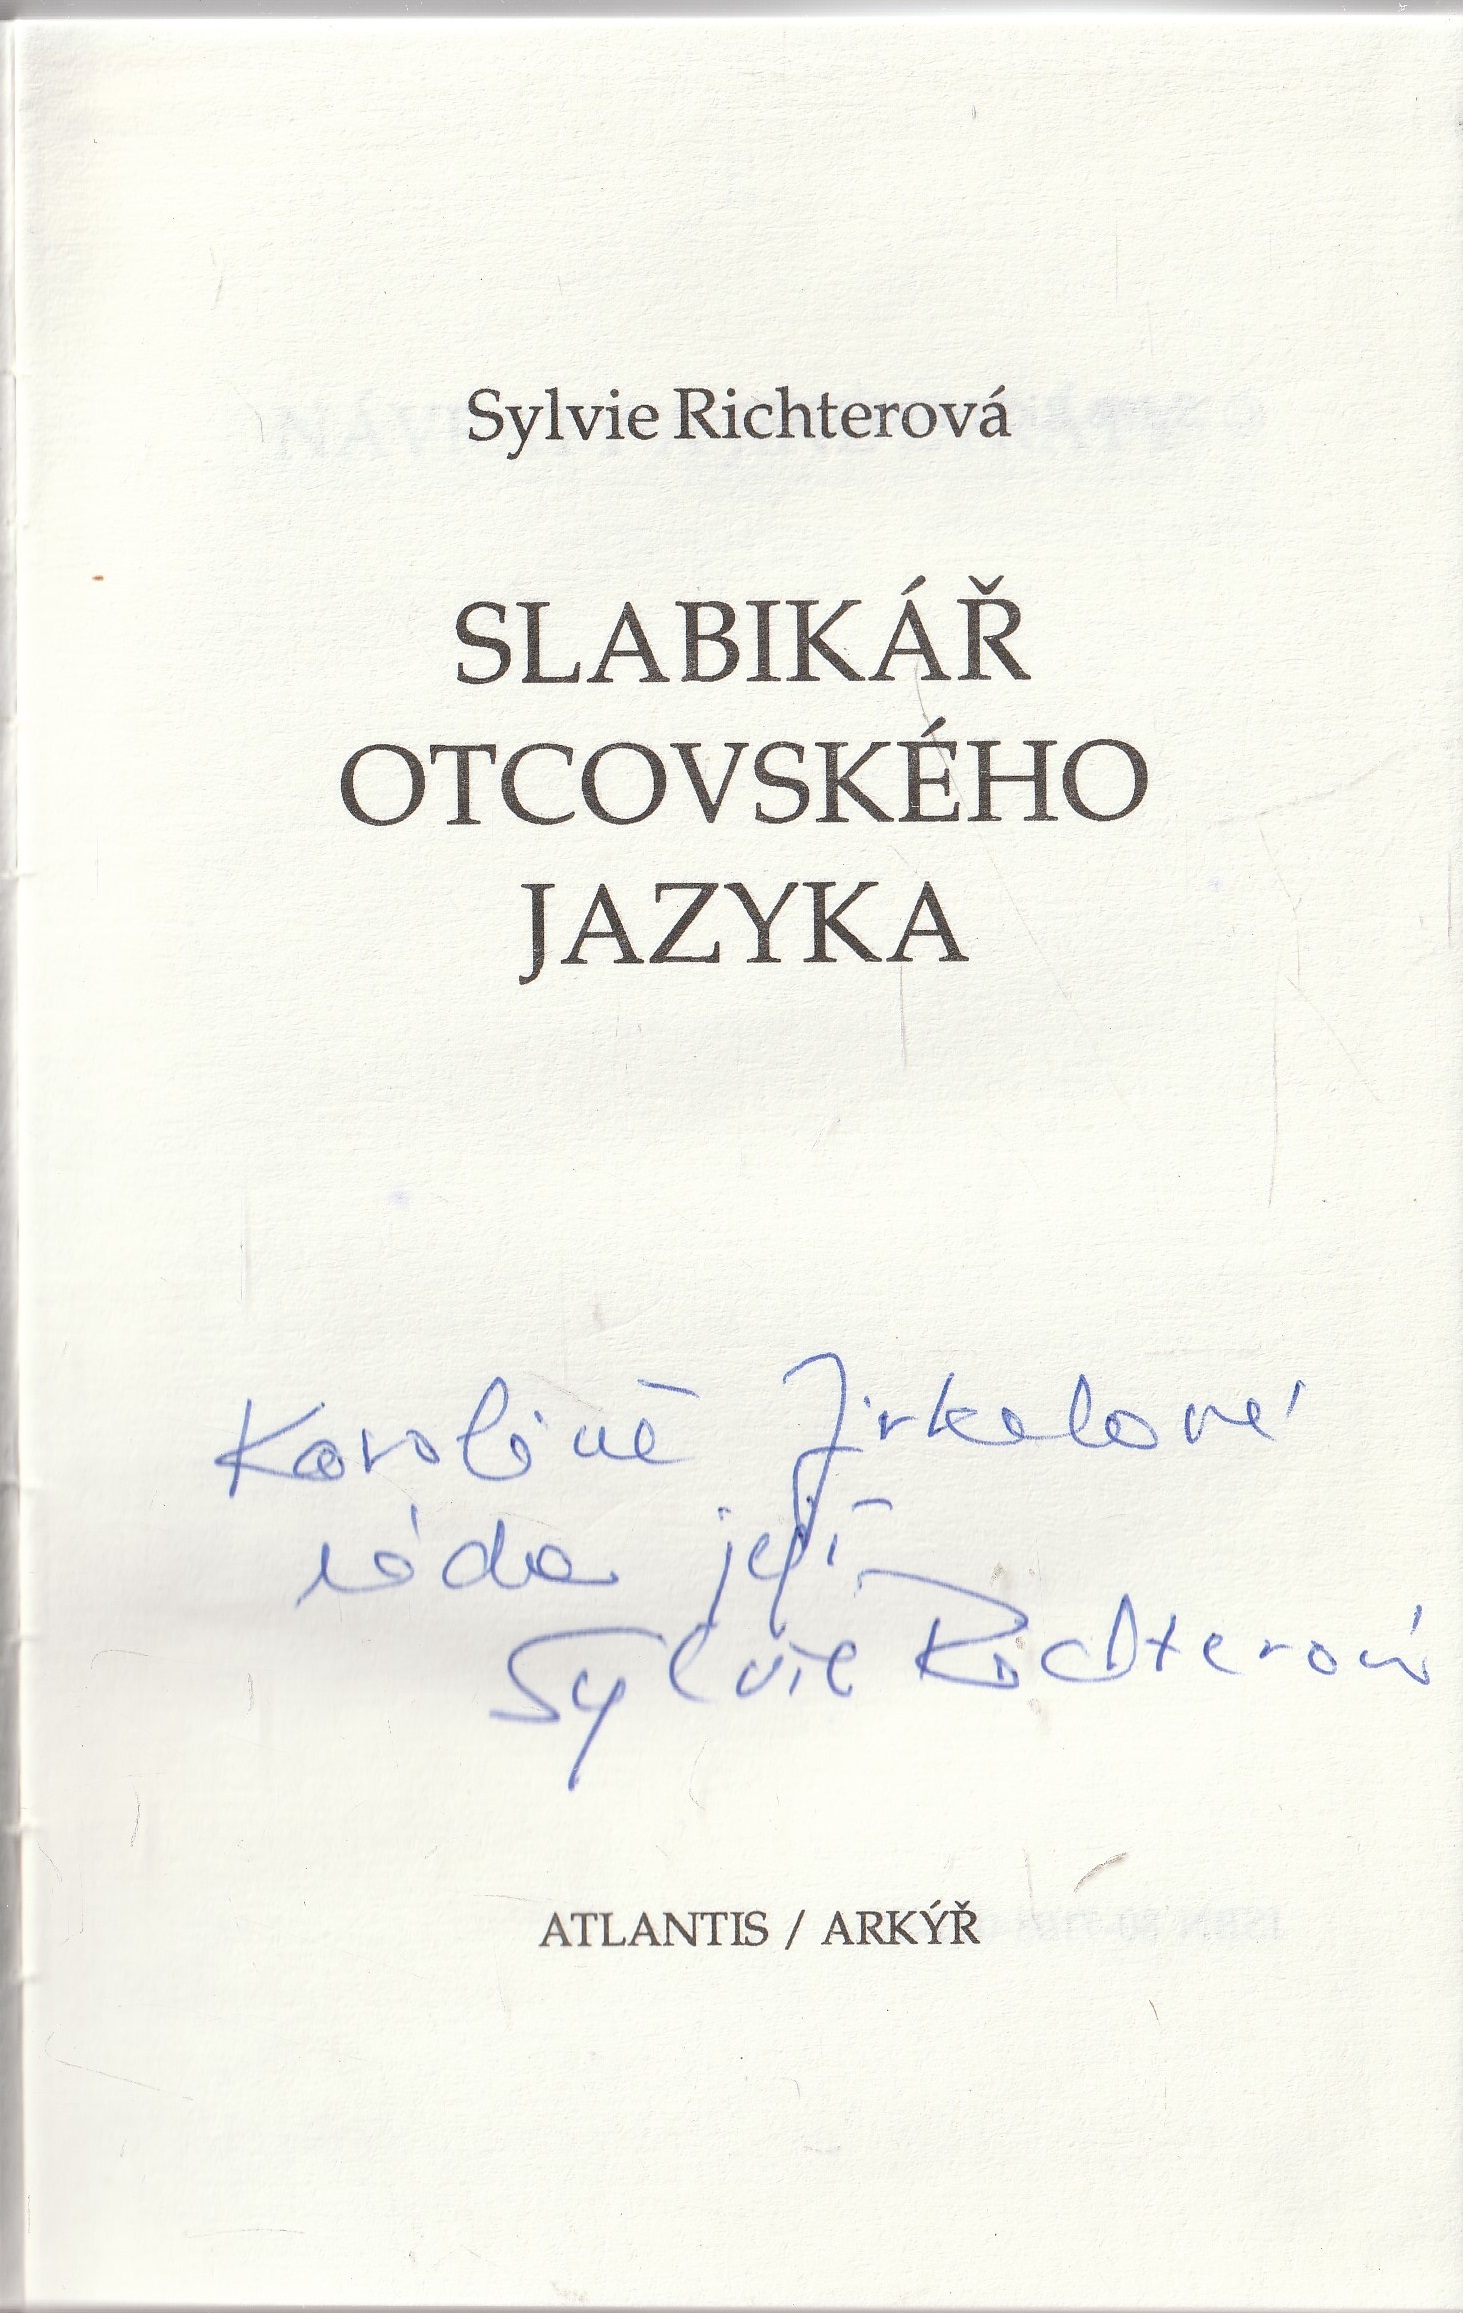 Sylvie Richterová
SLABIKÁŘ
OTCOVSKÉHO
JAZYKA
Karolíně Jirkalové
ráda její
Sylvie Richterová
ATLANTIS / ARKÝŘ